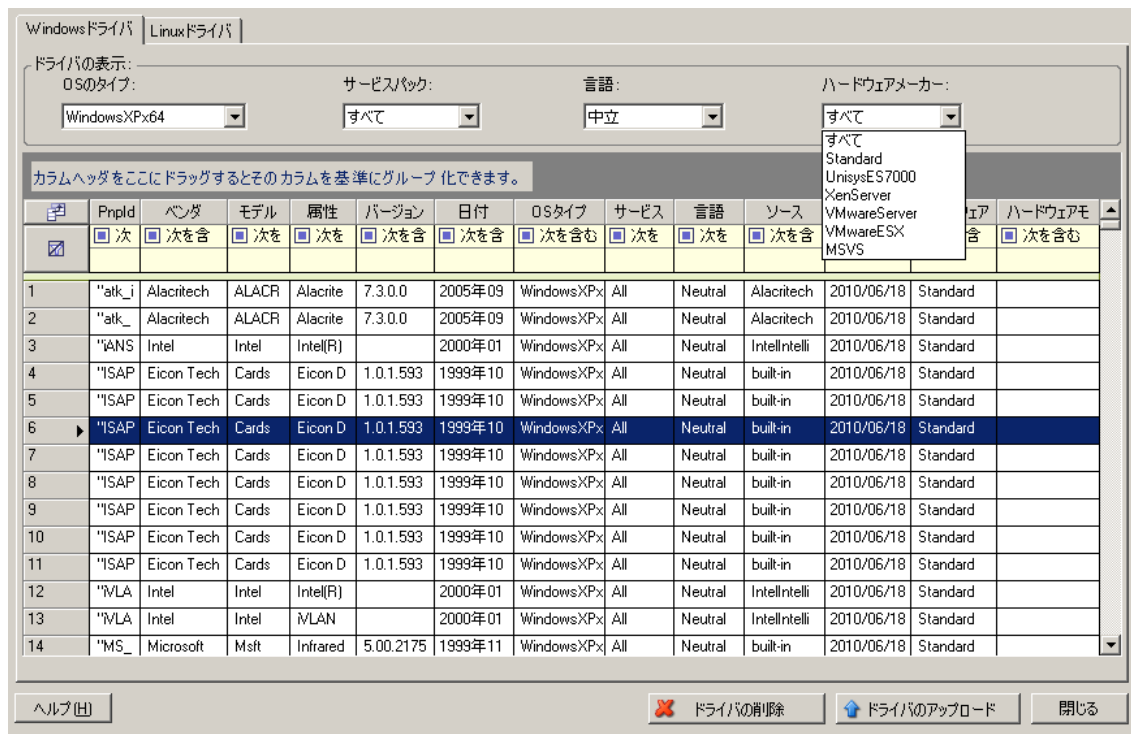 Windowsドライバ Linuxドライバ
ドライバの表示:
OSのタイプ: サービスパック: 言語: ハードウェアメーカー:
WindowsXPx64 すべて 中立 すべて
すべて
Standard
UnisysES7000
XenServer
VMwareServer
VMwareESX
MSVS
カラムヘッダをここにドラッグするとそのカラムを基準にグループ化できます。
PnpId ベンダ モデル 属性 バージョン 日付 OSタイプ サービス 言語 ソース ェア ハードウェアモ
次 次を含 次を 次を 次を含 次を含 次を含む 次を 次を 次を含 含 次を含む
1 "atk_i Alacritech ALACR Alacrite 7.3.0.0 2005年09 WindowsXPx All Neutral Alacritech 2010/06/18 Standard
2 "atk_ Alacritech ALACR Alacrite 7.3.0.0 2005年09 WindowsXPx All Neutral Alacritech 2010/06/18 Standard
3 "iANS Intel Intel Intel(R) 2000年01 WindowsXPx All Neutral IntelIntelli 2010/06/18 Standard
4 "ISAP Eicon Tech Cards Eicon D 1.0.1.593 1999年10 WindowsXPx All Neutral built-in 2010/06/18 Standard
5 "ISAP Eicon Tech Cards Eicon D 1.0.1.593 1999年10 WindowsXPx All Neutral built-in 2010/06/18 Standard
6 "ISAP Eicon Tech Cards Eicon D 1.0.1.593 1999年10 WindowsXPx All Neutral built-in 2010/06/18 Standard
7 "ISAP Eicon Tech Cards Eicon D 1.0.1.593 1999年10 WindowsXPx All Neutral built-in 2010/06/18 Standard
8 "ISAP Eicon Tech Cards Eicon D 1.0.1.593 1999年10 WindowsXPx All Neutral built-in 2010/06/18 Standard
9 "ISAP Eicon Tech Cards Eicon D 1.0.1.593 1999年10 WindowsXPx All Neutral built-in 2010/06/18 Standard
10 "ISAP Eicon Tech Cards Eicon D 1.0.1.593 1999年10 WindowsXPx All Neutral built-in 2010/06/18 Standard
11 "ISAP Eicon Tech Cards Eicon D 1.0.1.593 1999年10 WindowsXPx All Neutral built-in 2010/06/18 Standard
12 "iVLA Intel Intel Intel(R) 2000年01 WindowsXPx All Neutral IntelIntelli 2010/06/18 Standard
13 "iVLA Intel Intel iVLAN 2000年01 WindowsXPx All Neutral IntelIntelli 2010/06/18 Standard
14 "MS_ Microsoft Msft Infrared 5.00.2175 1999年11 WindowsXPx All Neutral built-in 2010/06/18 Standard
ヘルプ(H) ドライバの削除 ドライバのアップロード 閉じる